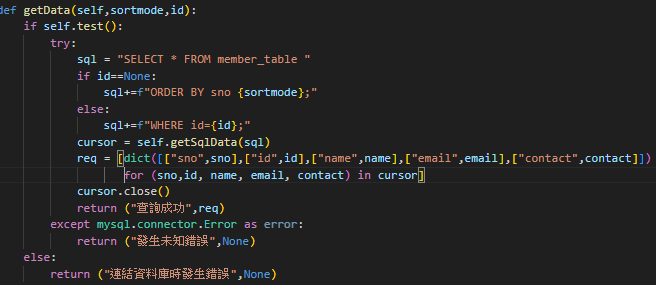 def getData(self,sortmode,id):
    if self.test():
        try:
            sql = "SELECT * FROM member_table "
            if id==None:
                sql+=f"ORDER BY sno {sortmode};"
            else:
                sql+=f"WHERE id={id};"
            cursor = self.getSqlData(sql)
            req = [dict([["sno",sno],["id",id],["name",name],["email",email],["contact",contact]])
                  for (sno,id, name, email, contact) in cursor]
            cursor.close()
            return ("查詢成功",req)
        except mysql.connector.Error as error:
            return ("發生未知錯誤",None)
    else:
        return ("連結資料庫時發生錯誤",None)